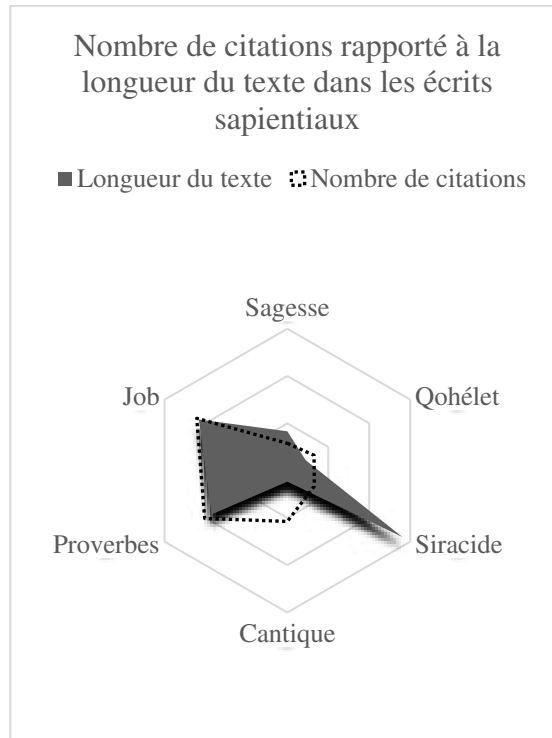 Nombre de citations rapporté à la
longueur du texte dans les écrits
sapientiaux
Longueur du texte Nombre de citations
Sagesse
Job Qohélet
Proverbes Siracide
Cantique